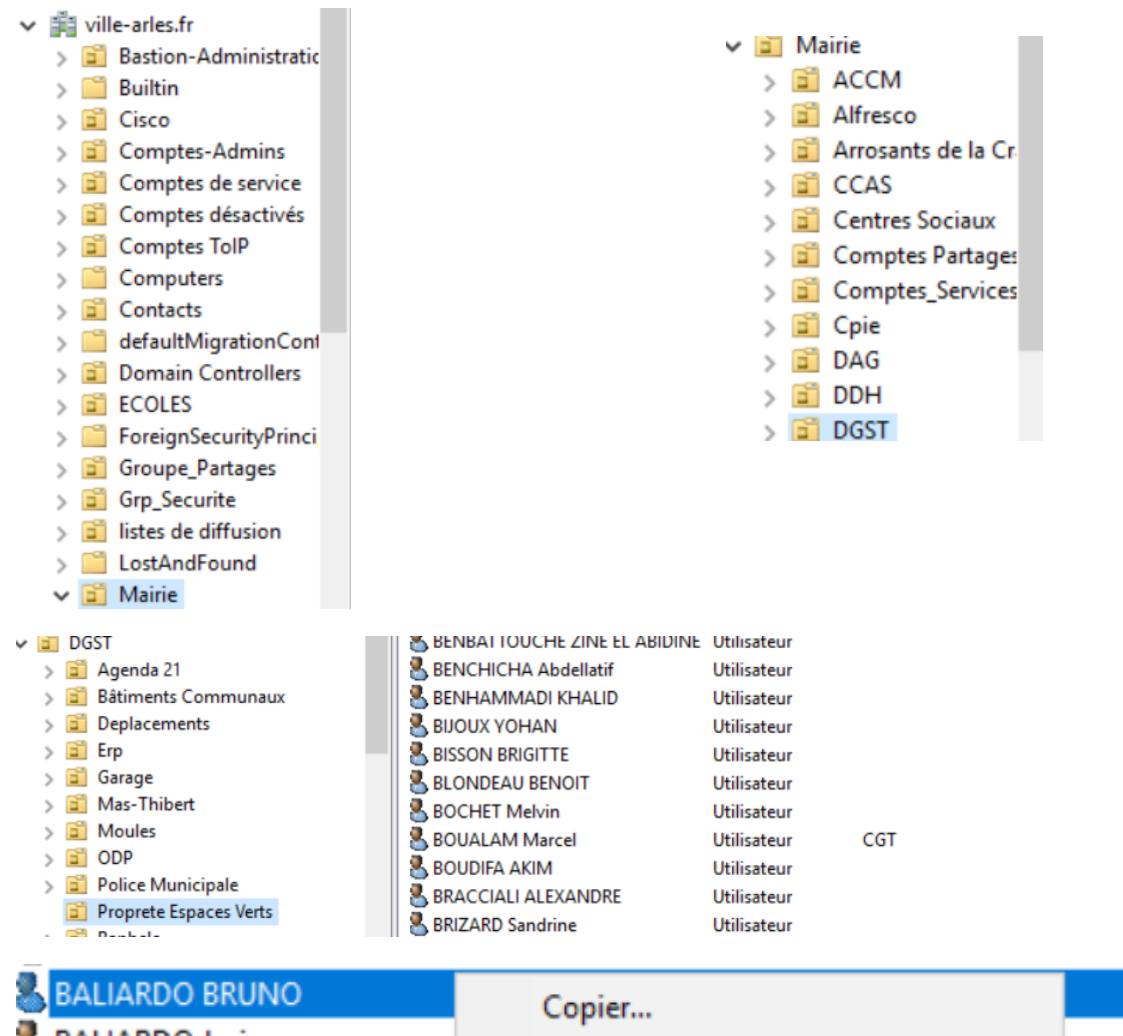 ville-arles.fr
Bastion-Administratic
Builtin
Cisco
Comptes-Admins
Comptes de service
Comptes désactivés
Comptes ToIP
Computers
Contacts
defaultMigrationCont
Domain Controllers
ECOLES
ForeignSecurityPrinci
Groupe_Partages
Grp_Securite
listes de diffusion
LostAndFound
Mairie
Mairie
ACCM
Alfresco
Arrosants de la Cr
CCAS
Centres Sociaux
Comptes Partages
Comptes_Services
Cpie
DAG
DDH
DGST
DGST
Agenda 21
Bâtiments Communaux
Deplacements
Erp
Garage
Mas-Thibert
Moules
ODP
Police Municipale
Proprete Espaces Verts
BENBATTOUCHE ZINE EL ABIDINE Utilisateur
BENCHICHA Abdellatif Utilisateur
BENHAMMADI KHALID Utilisateur
BIJOUX YOHAN Utilisateur
BISSON BRIGITTE Utilisateur
BLONDEAU BENOIT Utilisateur
BOCHET Melvin Utilisateur
BOUALAM Marcel Utilisateur CGT
BOUDIFA AKIM Utilisateur
BRACCIALI ALEXANDRE Utilisateur
BRIZARD Sandrine Utilisateur
BALIARDO BRUNO
Copier...
BALIARDO